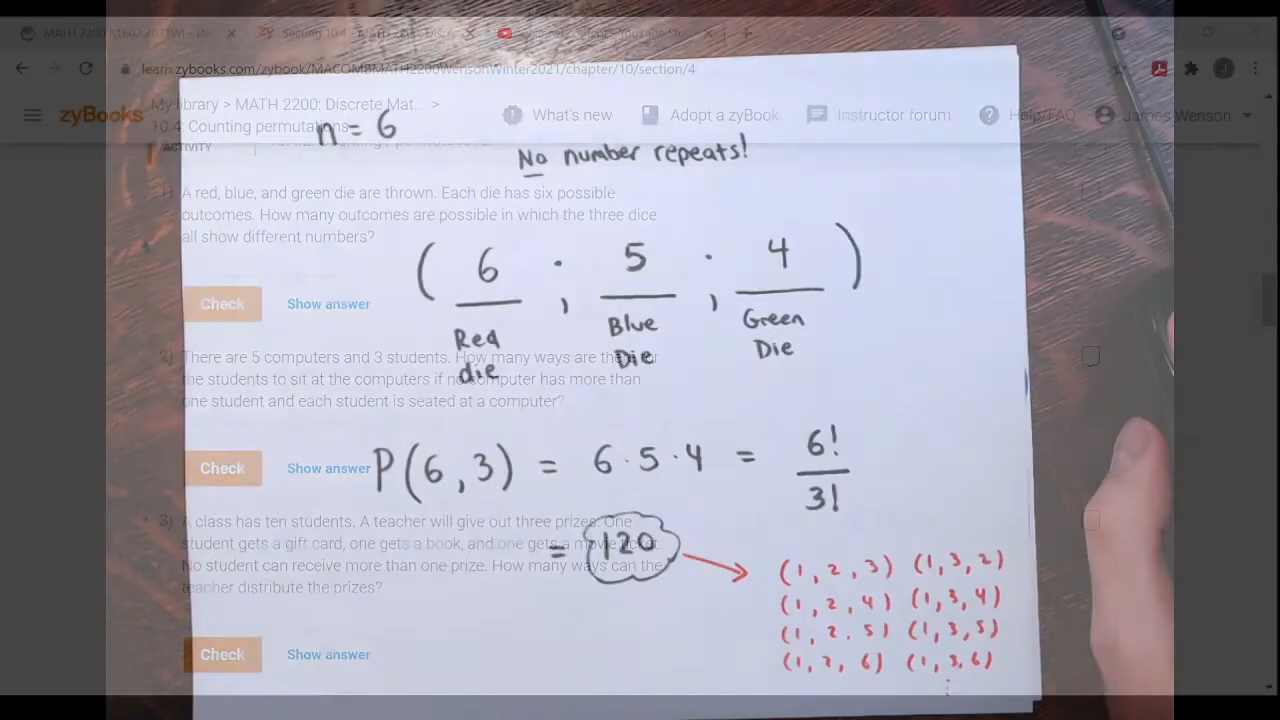 MATH 2200
Section 10.4
learn.zybooks.com/zybook/MACOMBMATH2200WensonWinter2021/chapter/10/section/4
zyBooks
My library > MATH 2200: Discrete Mat... >
10.4: Counting permutations
What's new
Adopt a zyBook
Instructor forum
Help/FAQ
James Wenson
ACTIVITY
n = 6
No number repeats!
1) A red, blue, and green die are thrown. Each die has six possible
outcomes. How many outcomes are possible in which the three dice
all show different numbers?
( 6 · 5 · 4 )
, ,
Red die
Blue Die
Green Die
Check Show answer
2) There are 5 computers and 3 students. How many ways are there for
the students to sit at the computers if no computer has more than
one student and each student is seated at a computer?
Check Show answer
P(6,3) = 6·5·4 = 6!/3!
3) A class has ten students. A teacher will give out three prizes: One
student gets a gift card, one gets a book, and one gets a movie ticket.
No student can receive more than one prize. How many ways can the
teacher distribute the prizes?
= 120
(1, 2, 3) (1, 3, 2)
(1, 2, 4) (1, 3, 4)
(1, 2, 5) (1, 3, 5)
(1, 2, 6) (1, 3, 6)
⋮
Check Show answer